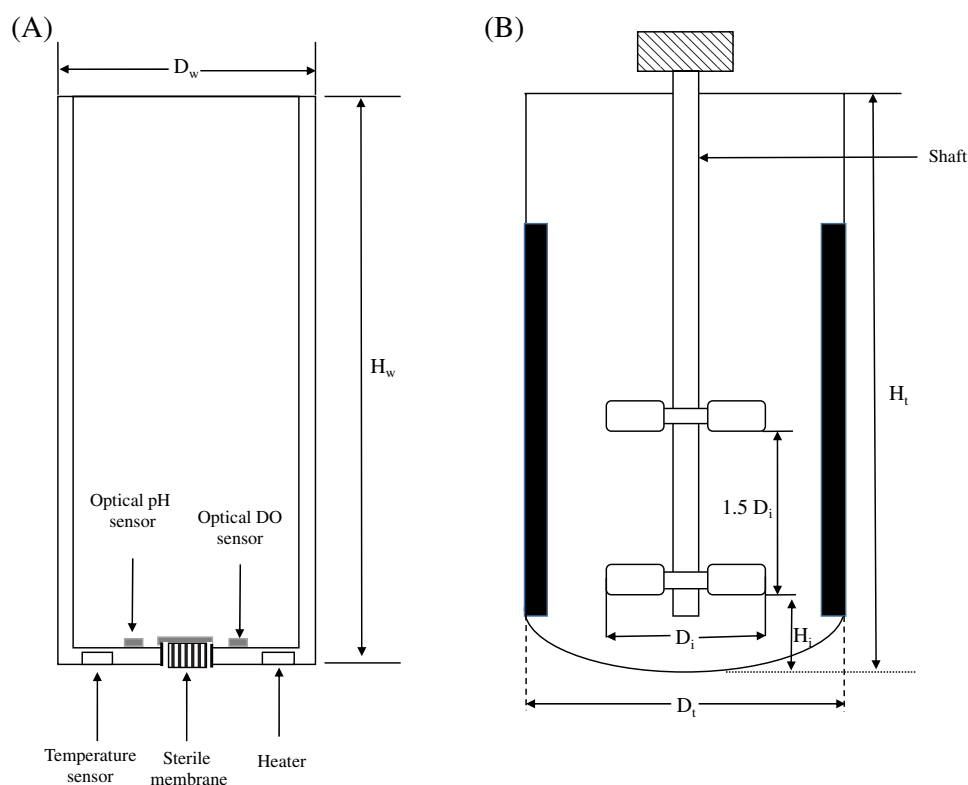 (A)
D_w
H_w
Optical pH
sensor
Optical DO
sensor
Temperature
sensor
Sterile
membrane
Heater
(B)
Shaft
H_t
1.5 D_i
D_i
H_i
D_t